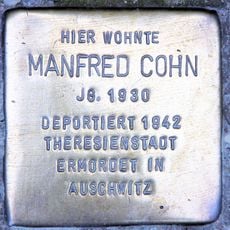 HIER WOHNTE
MANFRED COHN
JG. 1930
DEPORTIERT 1942
THERESIENSTADT
ERMORDET IN
AUSCHWITZ